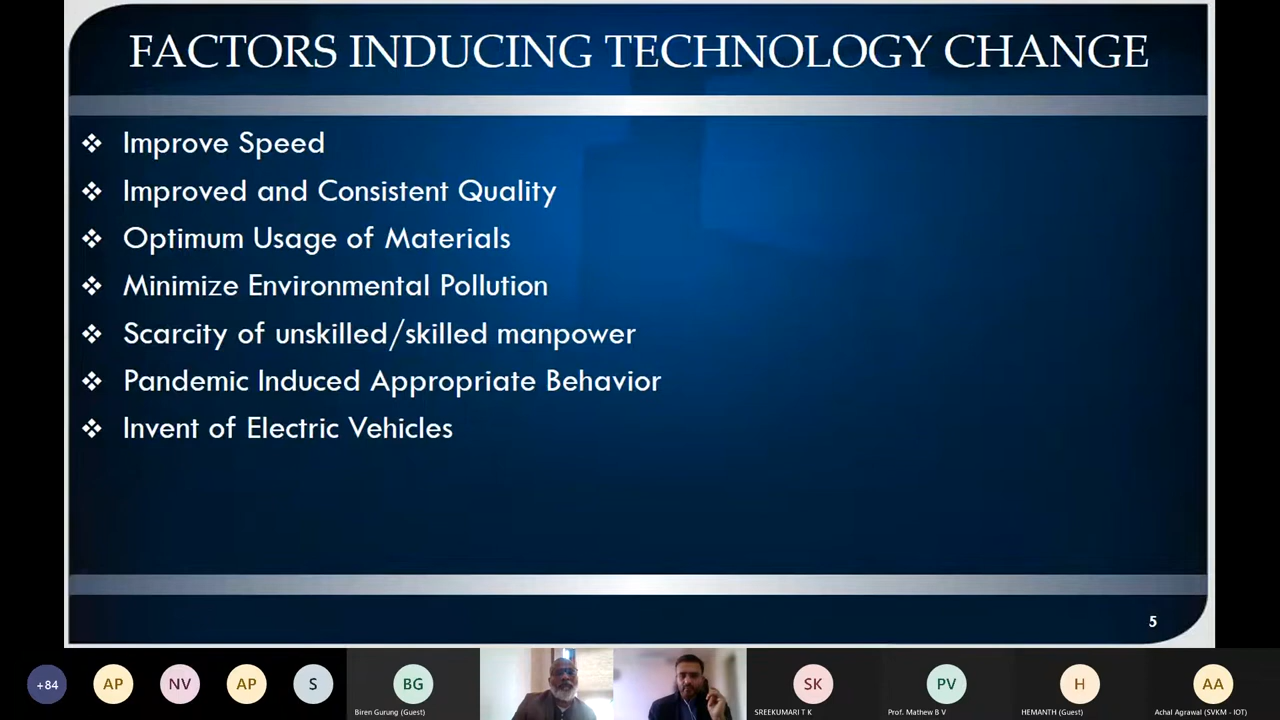 FACTORS INDUCING TECHNOLOGY CHANGE
❖ Improve Speed
❖ Improved and Consistent Quality
❖ Optimum Usage of Materials
❖ Minimize Environmental Pollution
❖ Scarcity of unskilled/skilled manpower
❖ Pandemic Induced Appropriate Behavior
❖ Invent of Electric Vehicles
5
+84
AP
NV
AP
S
BG
Biren Gurung (Guest)
SK
SREEKUMARI T K
PV
Prof. Mathew B V
H
HEMANTH (Guest)
AA
Achal Agrawal (SVKM - IOT)